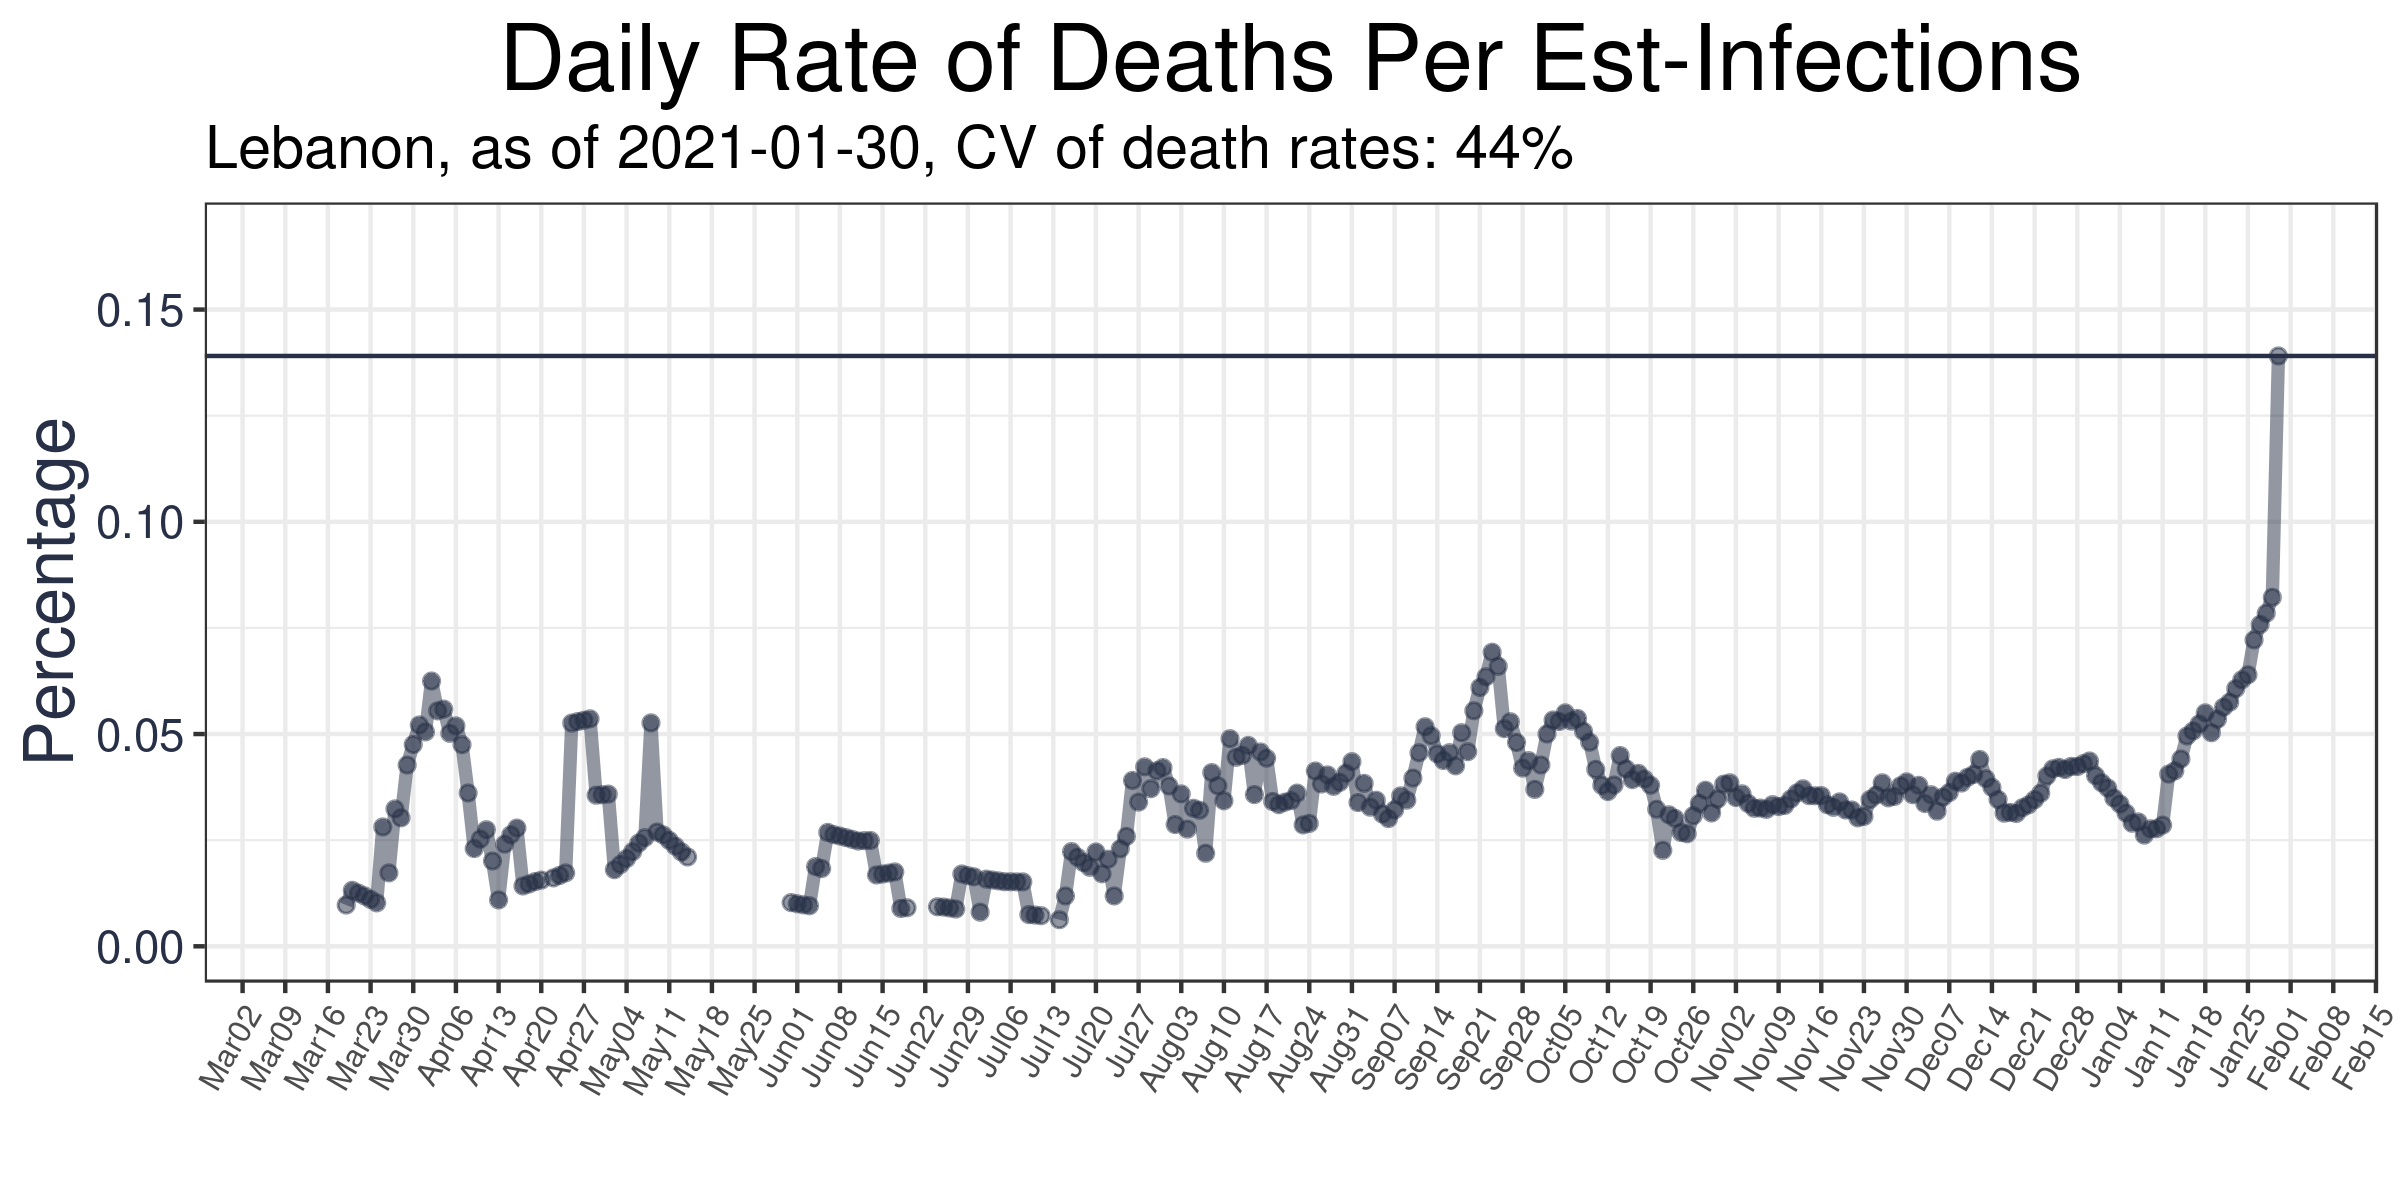 Daily Rate of Deaths Per Est-Infections
Lebanon, as of 2021-01-30, CV of death rates: 44%
Percentage
0.15
0.10
0.05
0.00
Mar02
Mar09
Mar16
Mar23
Mar30
Apr06
Apr13
Apr20
Apr27
May04
May11
May18
May25
Jun01
Jun08
Jun15
Jun22
Jun29
Jul06
Jul13
Jul20
Jul27
Aug03
Aug10
Aug17
Aug24
Aug31
Sep07
Sep14
Sep21
Sep28
Oct05
Oct12
Oct19
Oct26
Nov02
Nov09
Nov16
Nov23
Nov30
Dec07
Dec14
Dec21
Dec28
Jan04
Jan11
Jan18
Jan25
Feb01
Feb08
Feb15